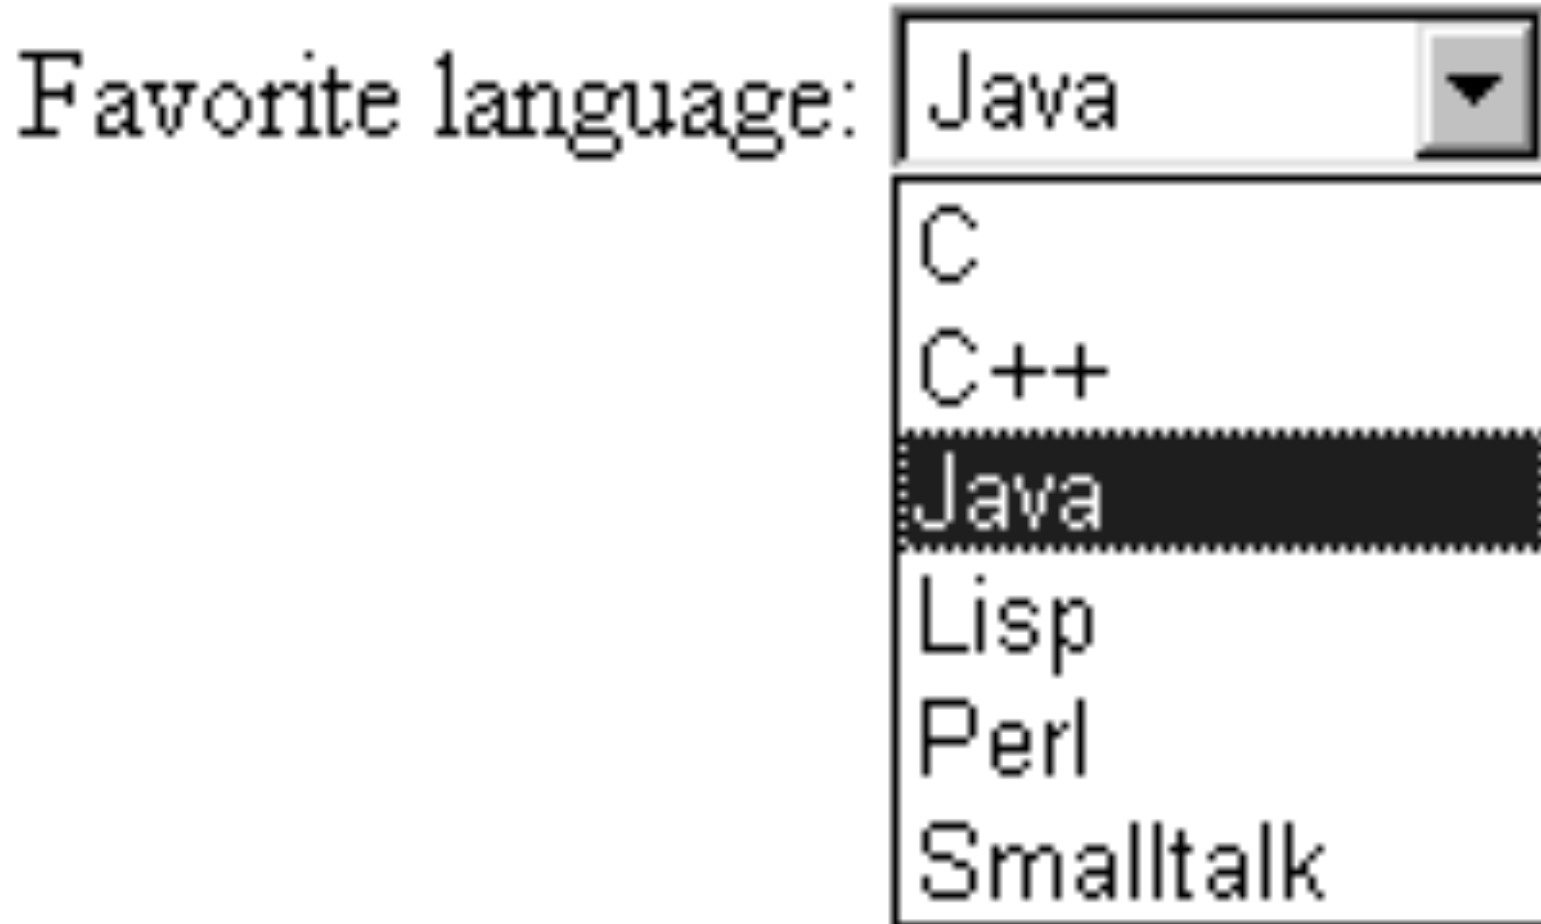 Favorite language: Java
C
C++
Java
Lisp
Perl
Smalltalk